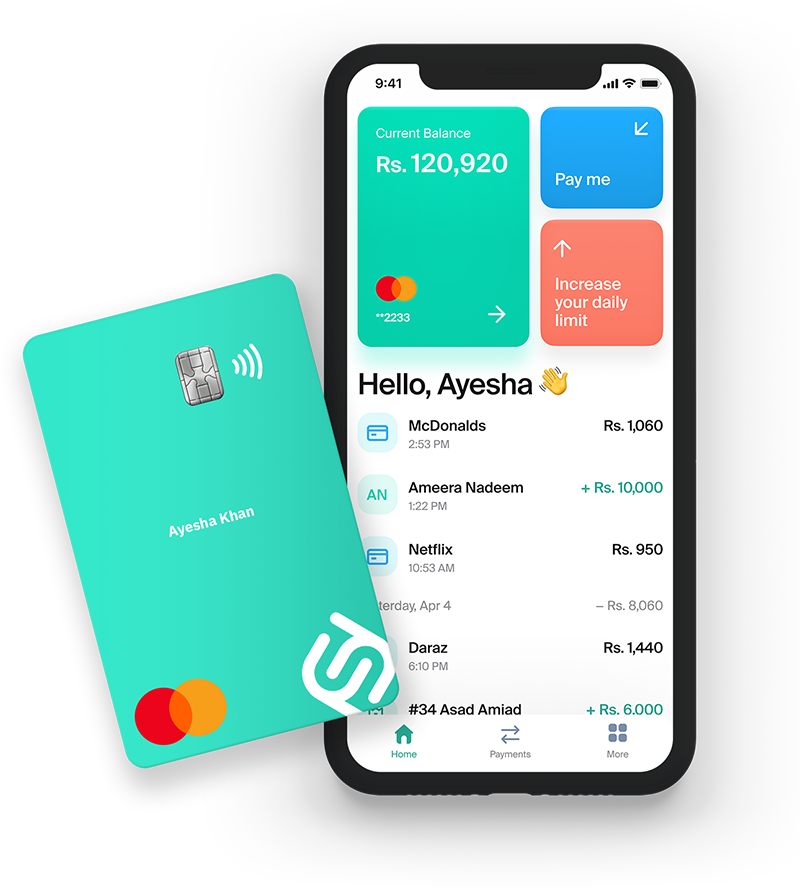 9:41
Current Balance
Rs. 120,920
**2233
Pay me
Increase
your daily
limit
Hello, Ayesha 👋
McDonalds
Rs. 1,060
2:53 PM
AN
Ameera Nadeem
+ Rs. 10,000
1:22 PM
Netflix
Rs. 950
10:53 AM
terday, Apr 4
– Rs. 8,060
Daraz
Rs. 1,440
6:10 PM
#34 Asad Amjad
+ Rs. 6,000
Home
Payments
More
Ayesha Khan